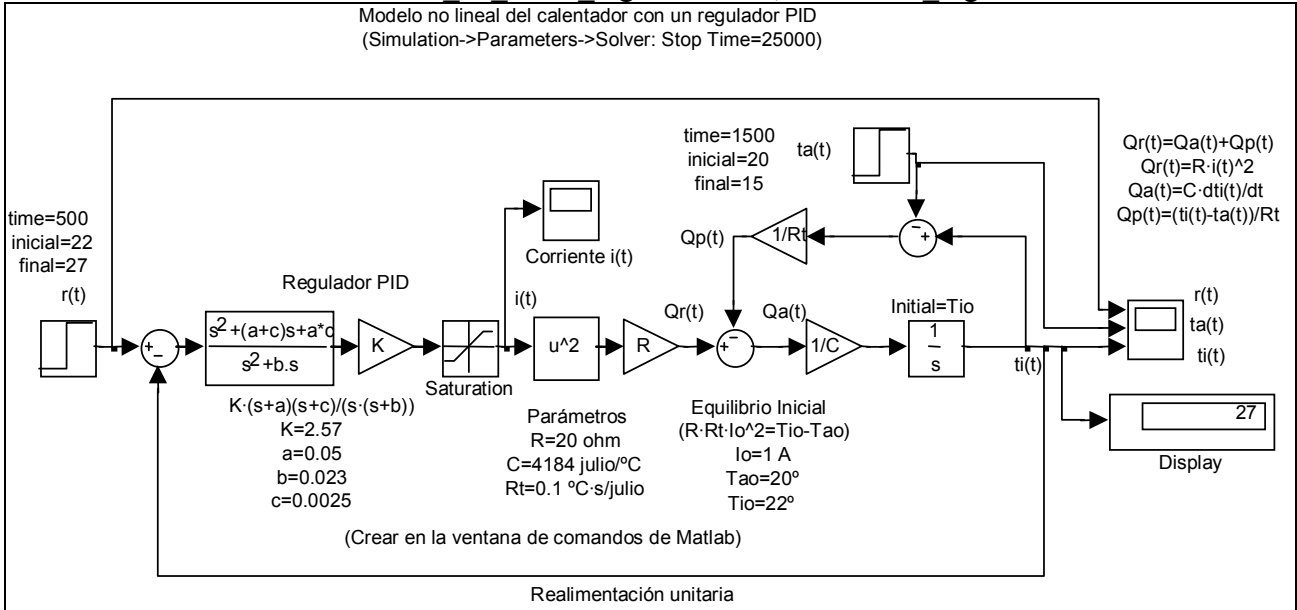 Modelo no lineal del calentador con un regulador PID
(Simulation->Parameters->Solver: Stop Time=25000)
time=1500
inicial=20
final=15
ta(t)
Qr(t)=Qa(t)+Qp(t)
Qr(t)=R·i(t)^2
Qa(t)=C·dti(t)/dt
Qp(t)=(ti(t)-ta(t))/Rt
time=500
inicial=22
final=27
r(t)
Corriente i(t)
Qp(t)
1/Rt
Regulador PID
i(t)
Qr(t)
Qa(t)
Initial=Tio
r(t)
ta(t)
ti(t)
s2+(a+c)s+a*c
s2+b.s
K
Saturation
u^2
R
1/C
1
s
ti(t)
K·(s+a)(s+c)/(s·(s+b))
K=2.57
a=0.05
b=0.023
c=0.0025
Parámetros
R=20 ohm
C=4184 julio/ºC
Rt=0.1 ºC·s/julio
Equilibrio Inicial
(R·Rt·Io^2=Tio-Tao)
Io=1 A
Tao=20º
Tio=22º
27
Display
(Crear en la ventana de comandos de Matlab)
Realimentación unitaria